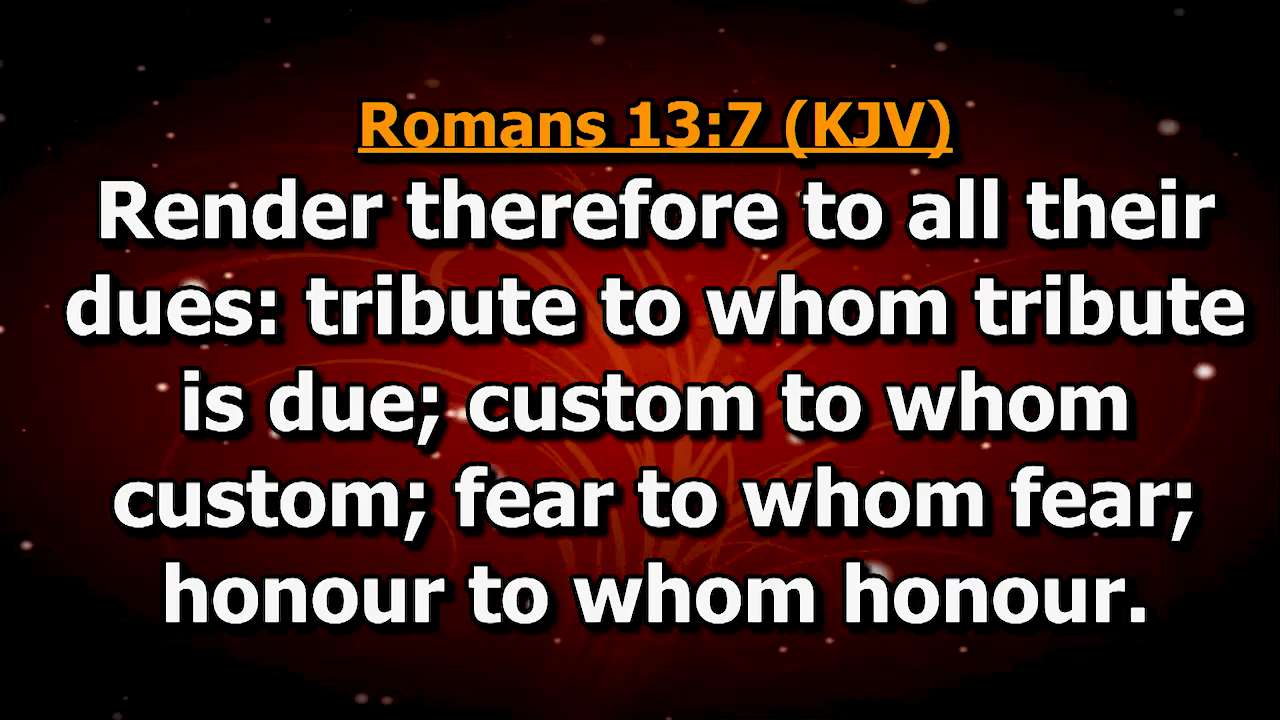 Romans 13:7 (KJV)
Render therefore to all their
dues: tribute to whom tribute
is due; custom to whom
custom; fear to whom fear;
honour to whom honour.